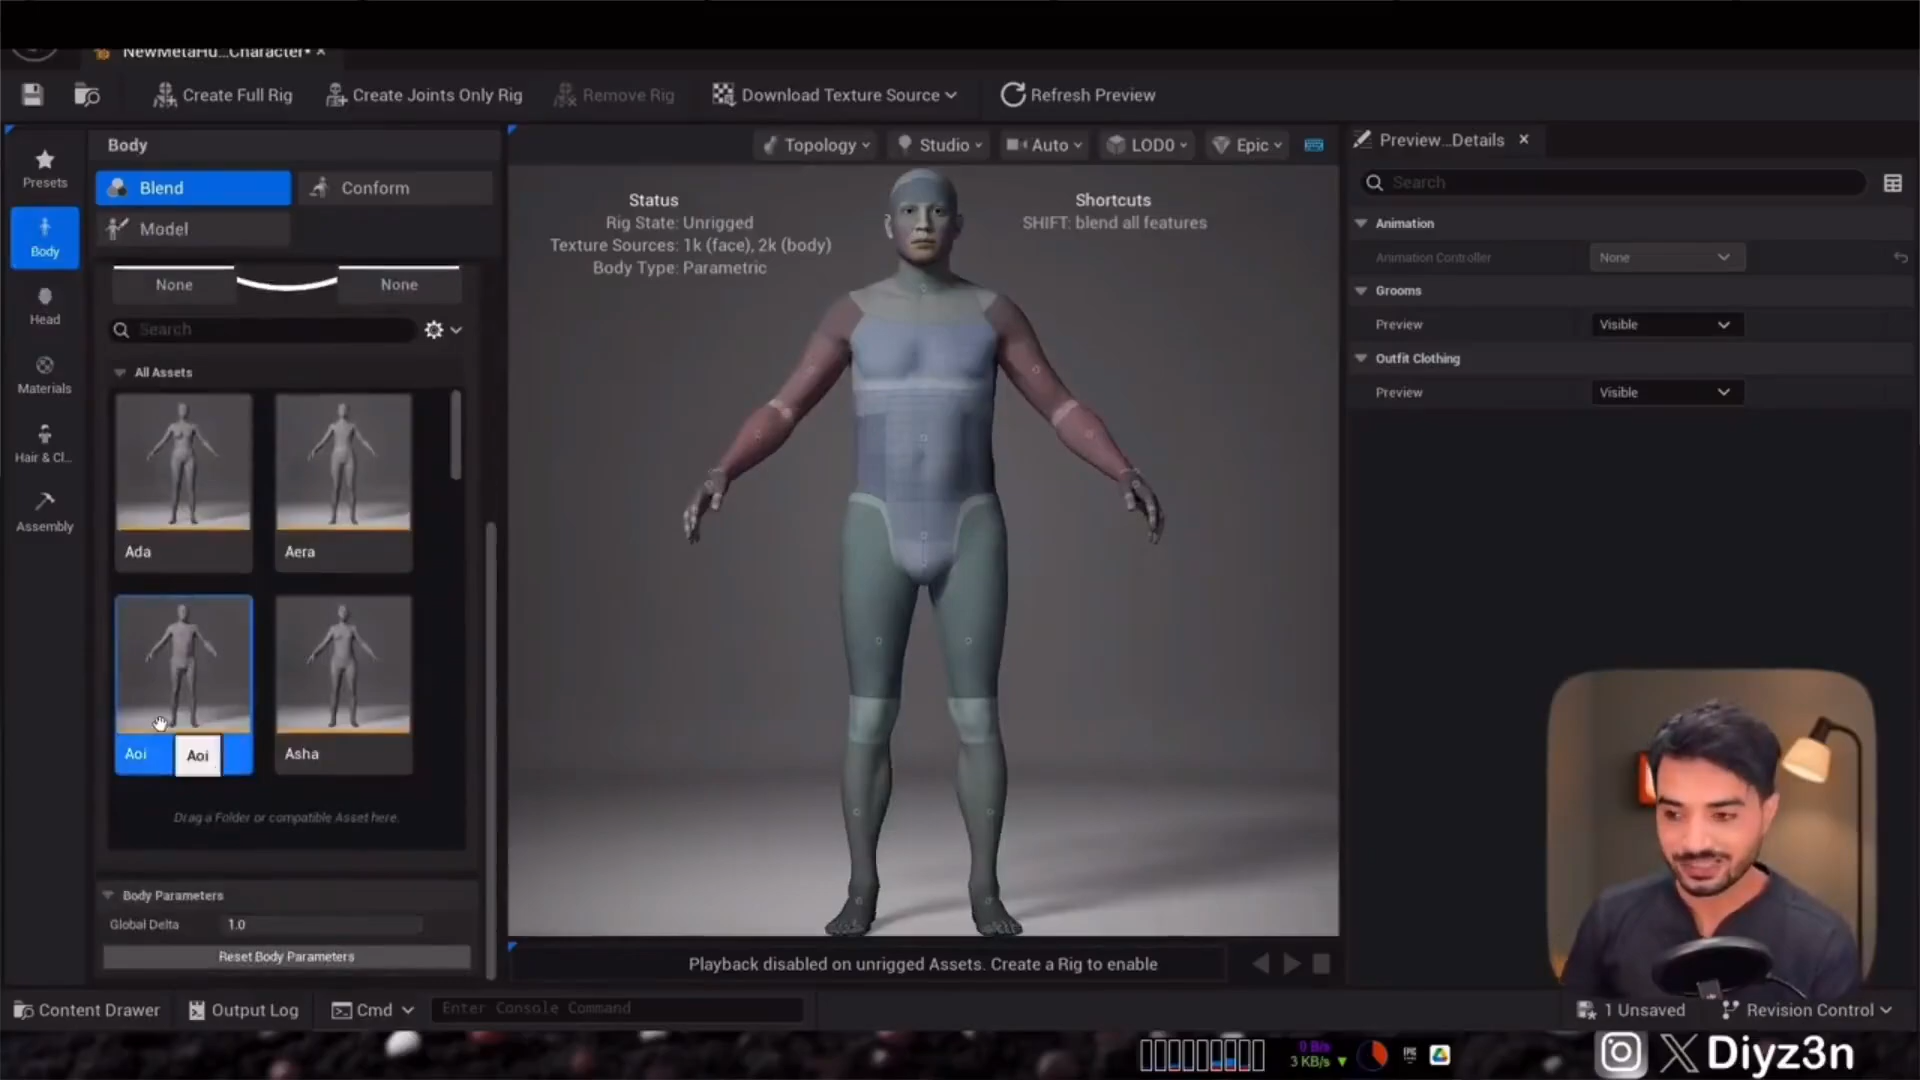 NewMetaHu...Character*
Create Full Rig
Create Joints Only Rig
Remove Rig
Download Texture Source
Refresh Preview
Presets
Body
Head
Materials
Hair & Cl...
Assembly
Body
Blend
Conform
Model
None
None
Search
All Assets
Ada
Aera
Aoi
Aoi
Asha
Drag a Folder or compatible Asset here.
Body Parameters
Global Delta 1.0
Reset Body Parameters
Topology
Studio
Auto
LOD0
Epic
Status
Rig State: Unrigged
Texture Sources: 1k (face), 2k (body)
Body Type: Parametric
Shortcuts
SHIFT: blend all features
Playback disabled on unrigged Assets. Create a Rig to enable
Preview...Details
Search
Animation
Animation Controller None
Grooms
Preview Visible
Outfit Clothing
Preview Visible
Content Drawer
Output Log
Cmd
Enter Console Command
1 Unsaved
Revision Control
0 B/s
3 KB/s
EPIC
Diyz3n